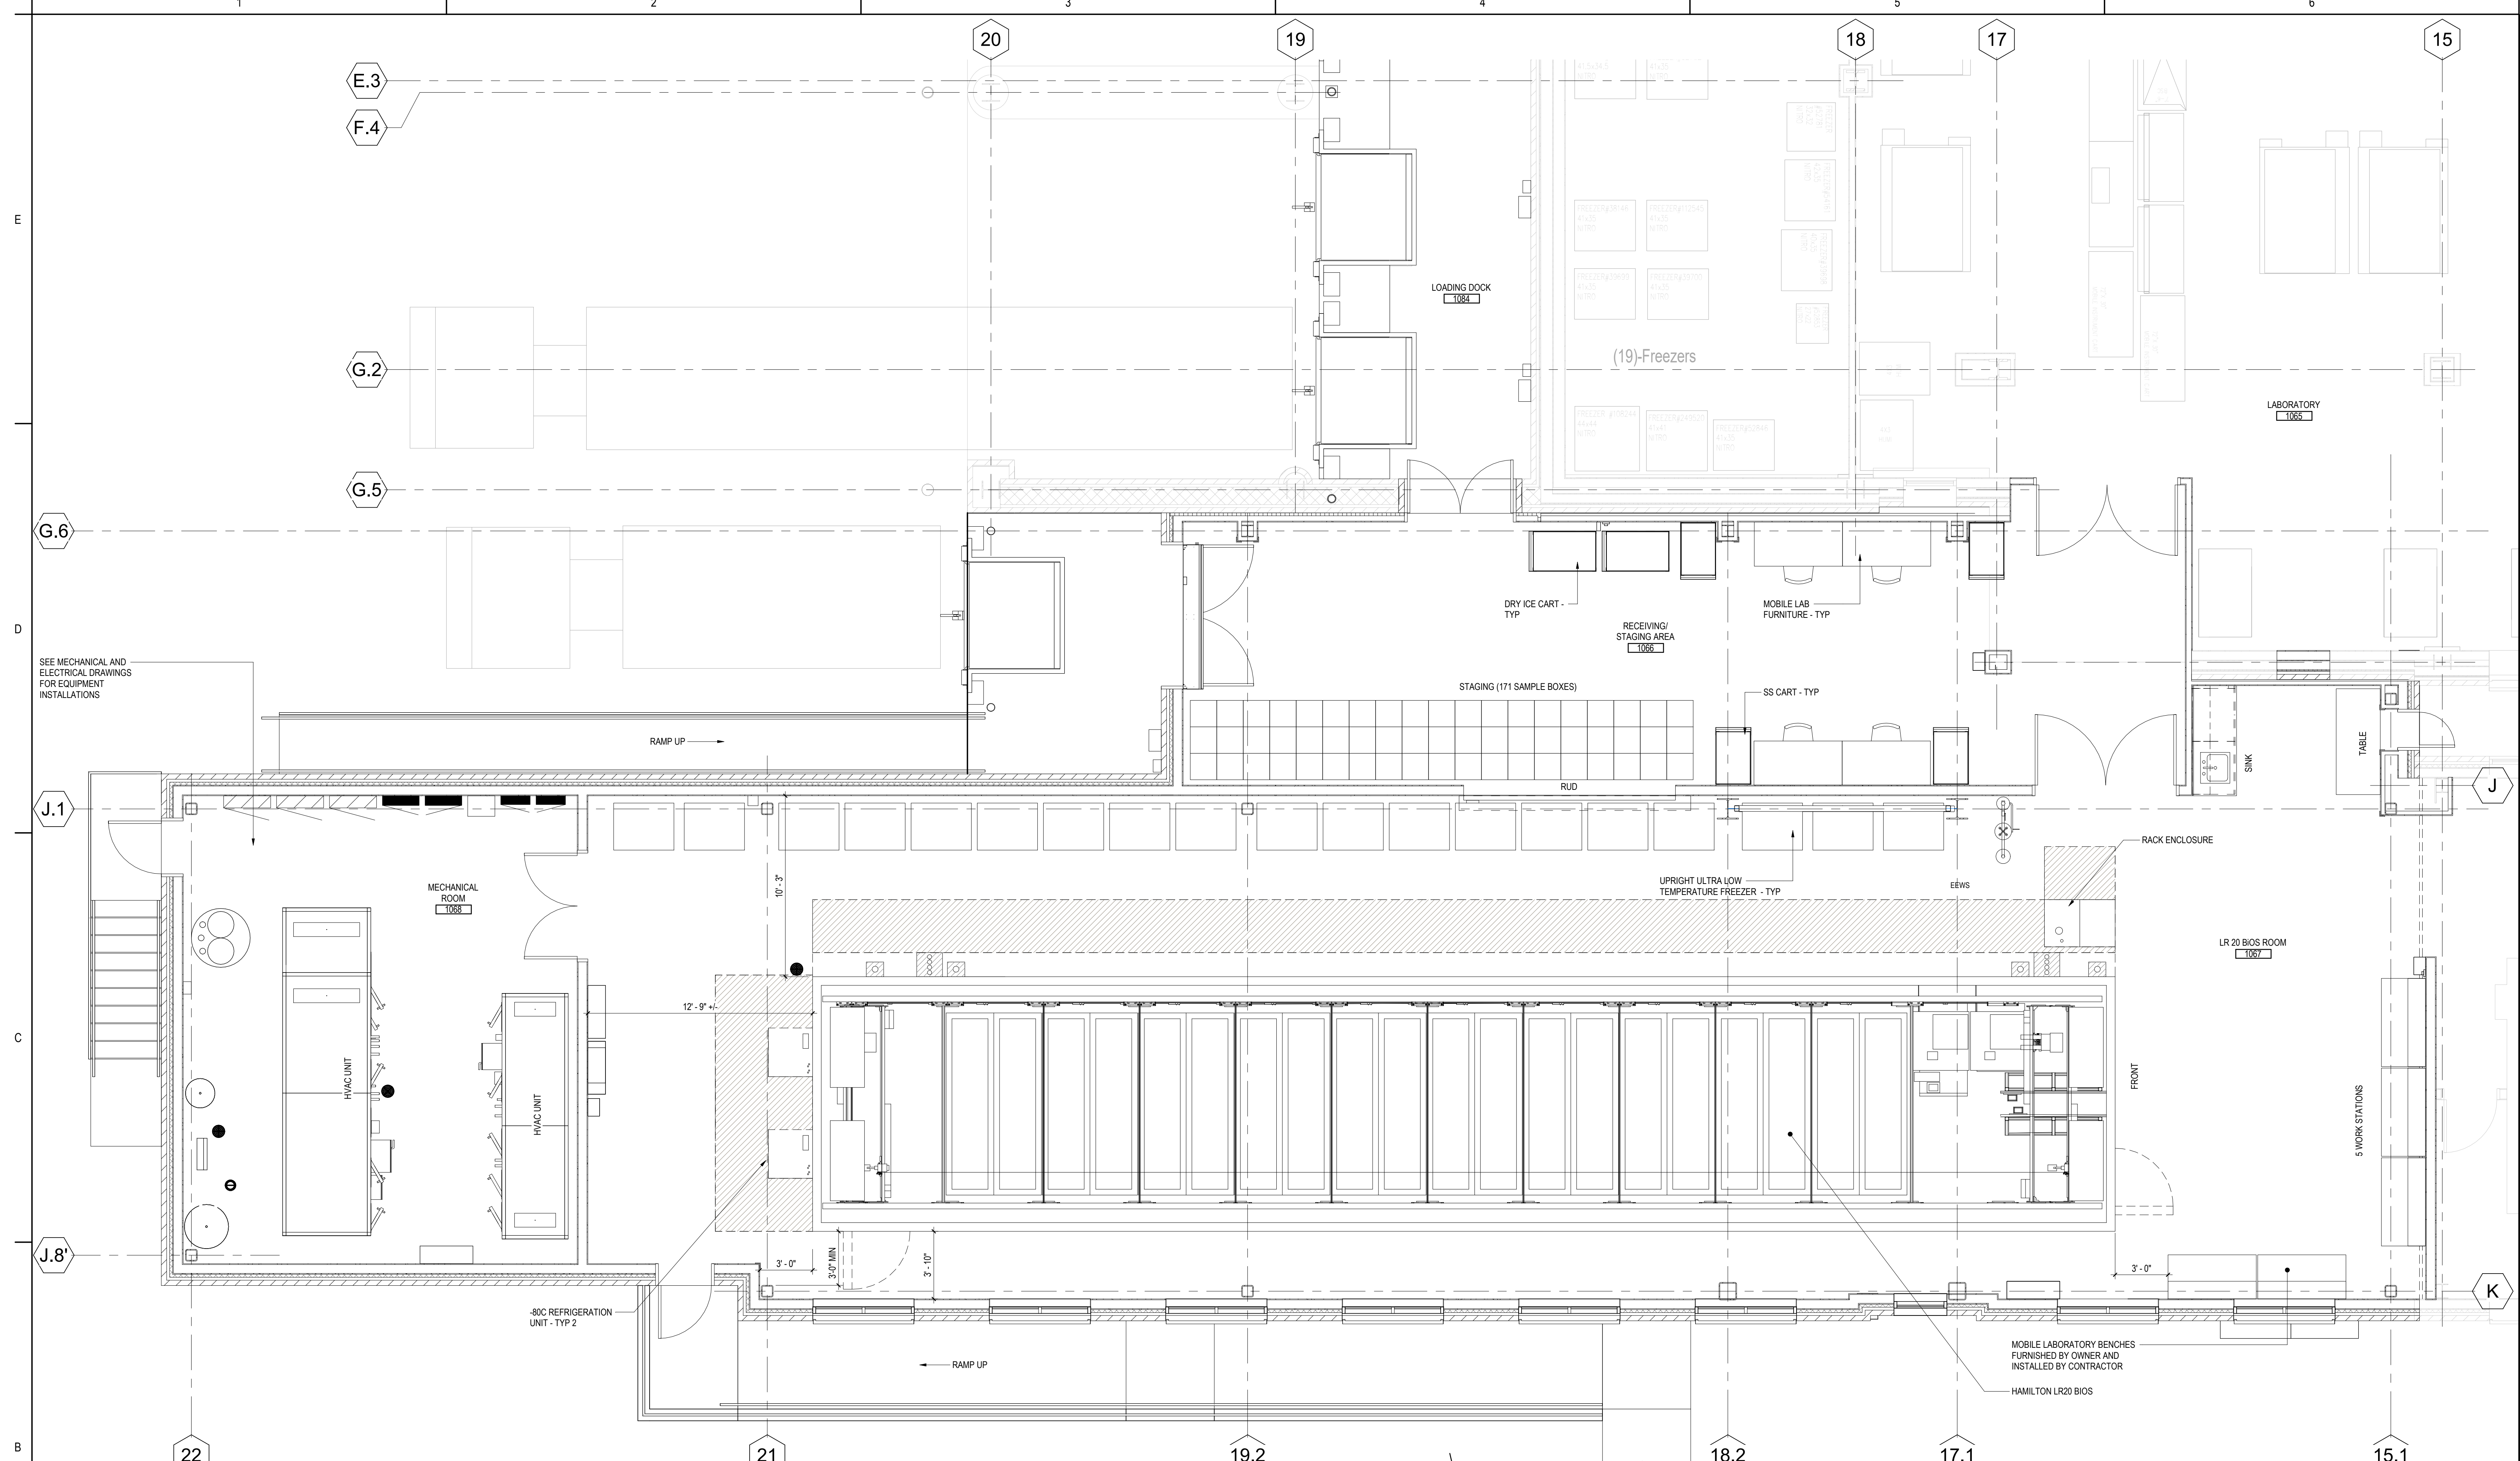 1
2
3
4
5
6
20
19
18
17
15
E.3
F.4
E
G.2
LOADING DOCK
1084
(19)-Freezers
LABORATORY
1065
G.5
G.6
D
DRY ICE CART -
TYP
MOBILE LAB
FURNITURE - TYP
RECEIVING/
STAGING AREA
1066
SEE MECHANICAL AND
ELECTRICAL DRAWINGS
FOR EQUIPMENT
INSTALLATIONS
STAGING (171 SAMPLE BOXES)
SS CART - TYP
RAMP UP
SINK
TABLE
RUD
J
J.1
RACK ENCLOSURE
10' - 3"
UPRIGHT ULTRA LOW
TEMPERATURE FREEZER - TYP
EEWS
MECHANICAL
ROOM
1068
LR 20 BiOS ROOM
1067
12' - 9" +/-
C
HVAC UNIT
HVAC UNIT
FRONT
5 WORK STATIONS
J.8'
3' - 0"
3'-0" MIN
3' - 10"
3' - 0"
K
-80C REFRIGERATION
UNIT - TYP 2
RAMP UP
MOBILE LABORATORY BENCHES
FURNISHED BY OWNER AND
INSTALLED BY CONTRACTOR
HAMILTON LR20 BIOS
B
22
21
19.2
18.2
17.1
15.1